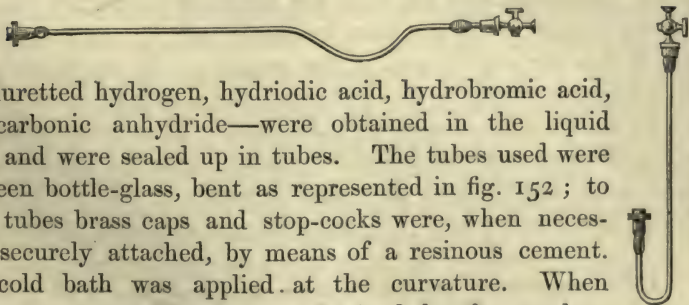 uretted hydrogen, hydriodic acid, hydrobromic acid,
carbonic anhydride—were obtained in the liquid
and were sealed up in tubes. The tubes used were
een bottle-glass, bent as represented in fig. 152 ; to
tubes brass caps and stop-cocks were, when neces-
securely attached, by means of a resinous cement.
cold bath was applied at the curvature. When